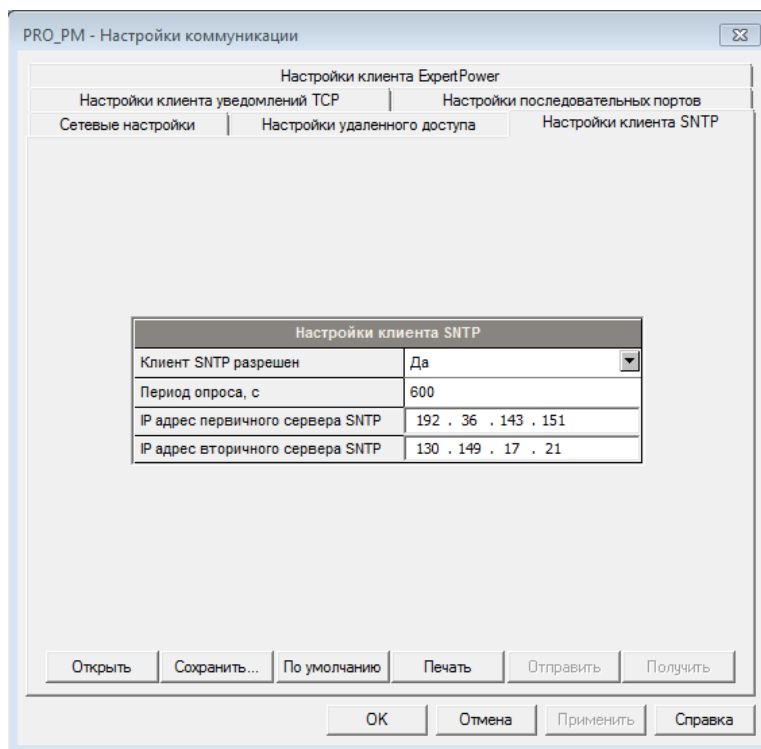 PRO_PM - Настройки коммуникации
Настройки клиента ExpertPower
Настройки клиента уведомлений TCP Настройки последовательных портов
Сетевые настройки Настройки удаленного доступа Настройки клиента SNTP
Настройки клиента SNTP
Клиент SNTP разрешен Да
Период опроса, с 600
IP адрес первичного сервера SNTP 192 . 36 . 143 . 151
IP адрес вторичного сервера SNTP 130 . 149 . 17 . 21
Открыть Сохранить... По умолчанию Печать Отправить Получить
OK Отмена Применить Справка